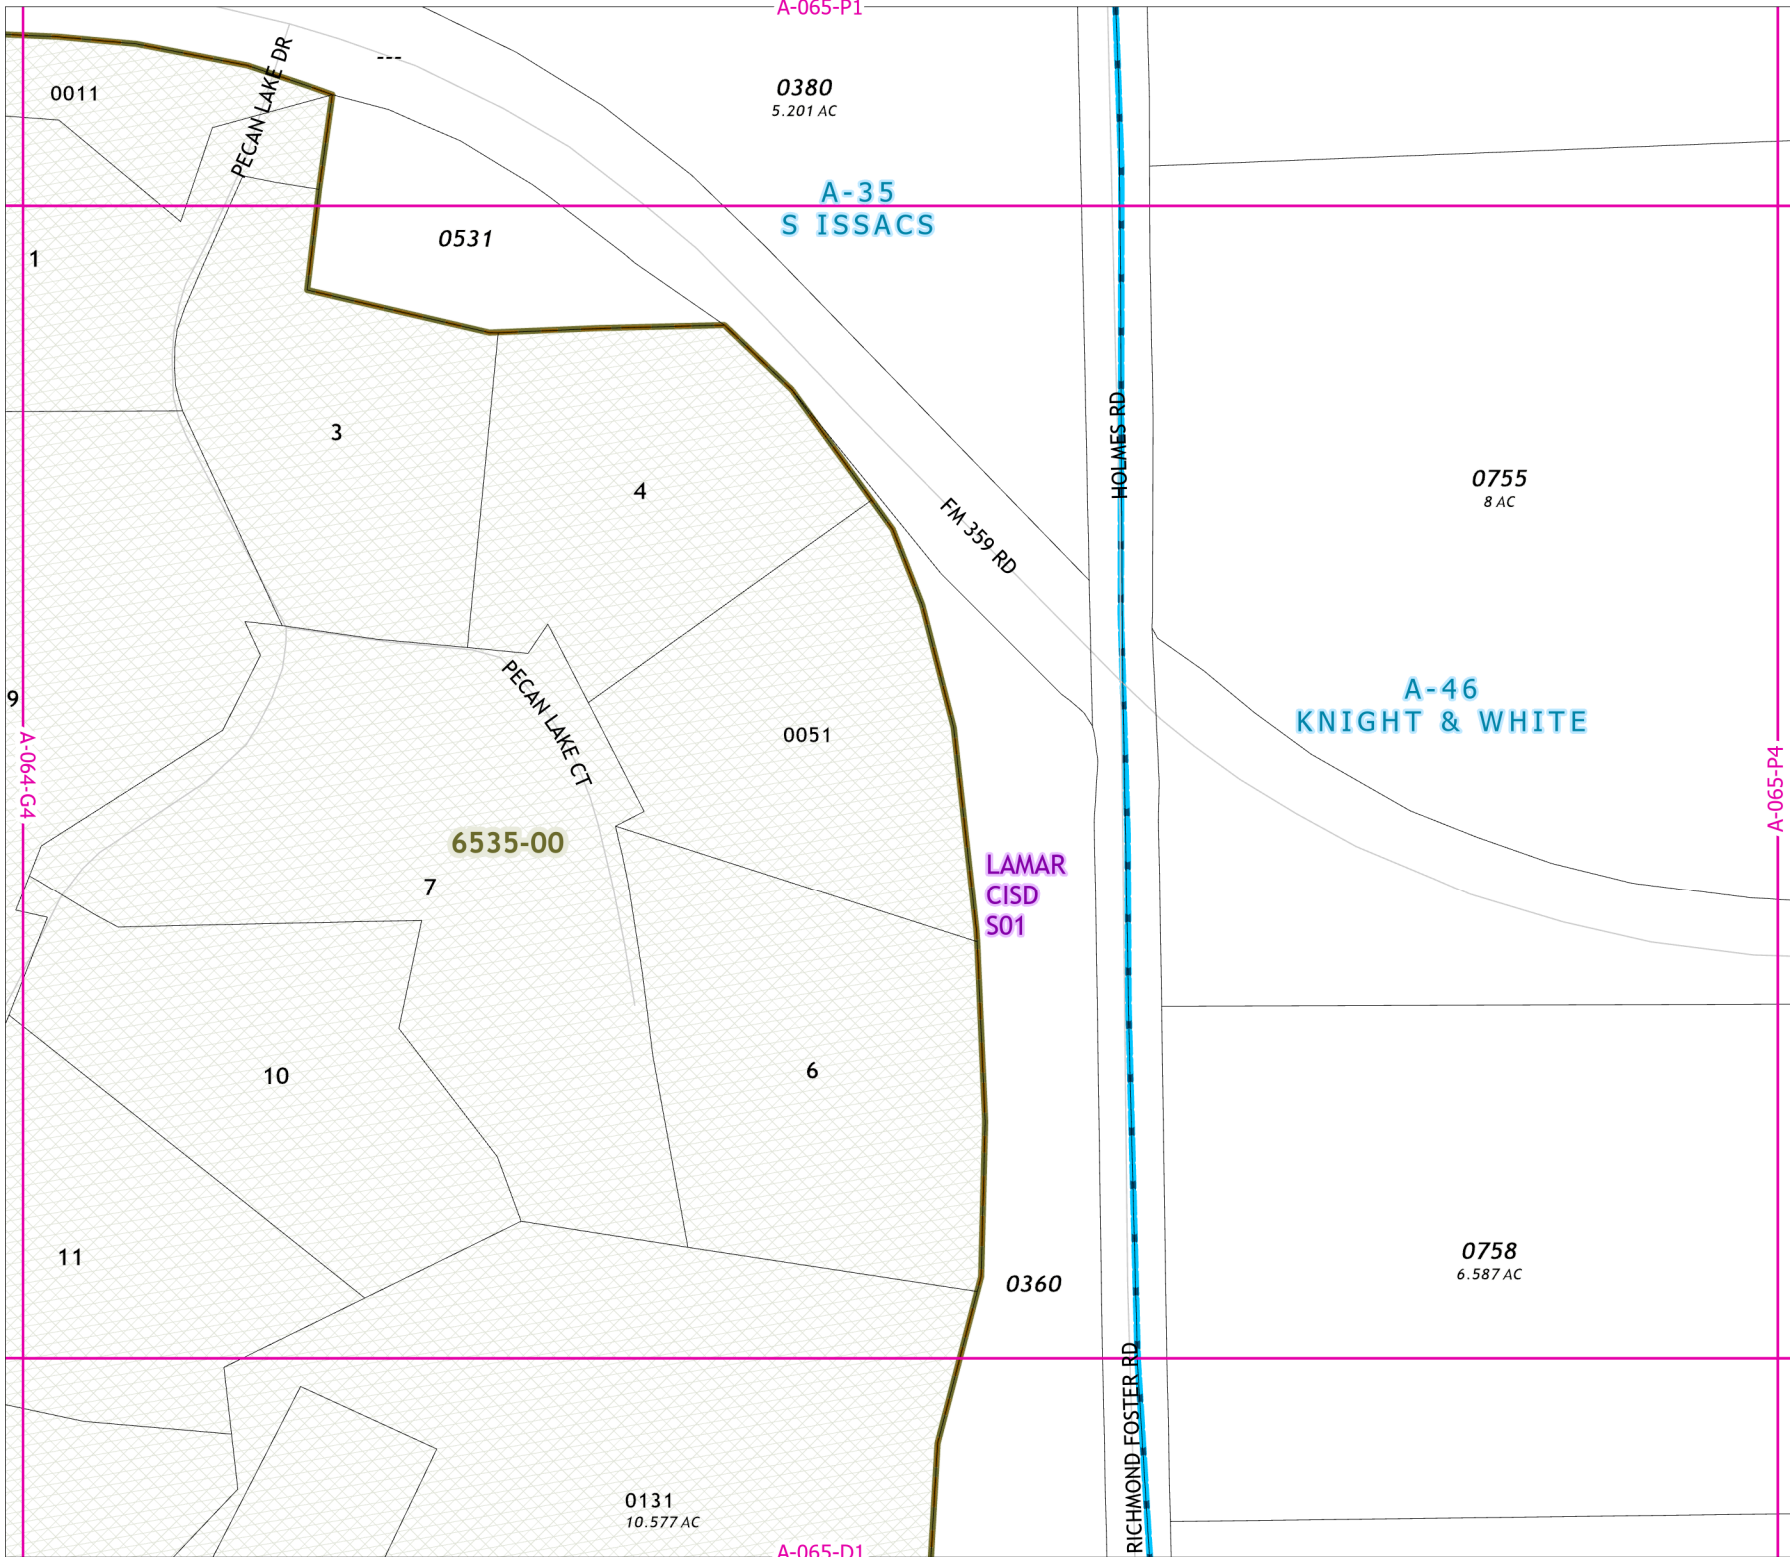 A-065-P1
PECAN LAKE DR
---
0011
0380
5.201 AC
A-35
S ISSACS
0531
1
3
4
HOLMES RD
0755
8 AC
FM 359 RD
9
PECAN LAKE CT
A-46
KNIGHT & WHITE
0051
A-064-G4
A-065-P4
6535-00
7
LAMAR
CISD
S01
10
6
11
0360
0758
6.587 AC
RICHMOND FOSTER RD
0131
10.577 AC
A-065-D1